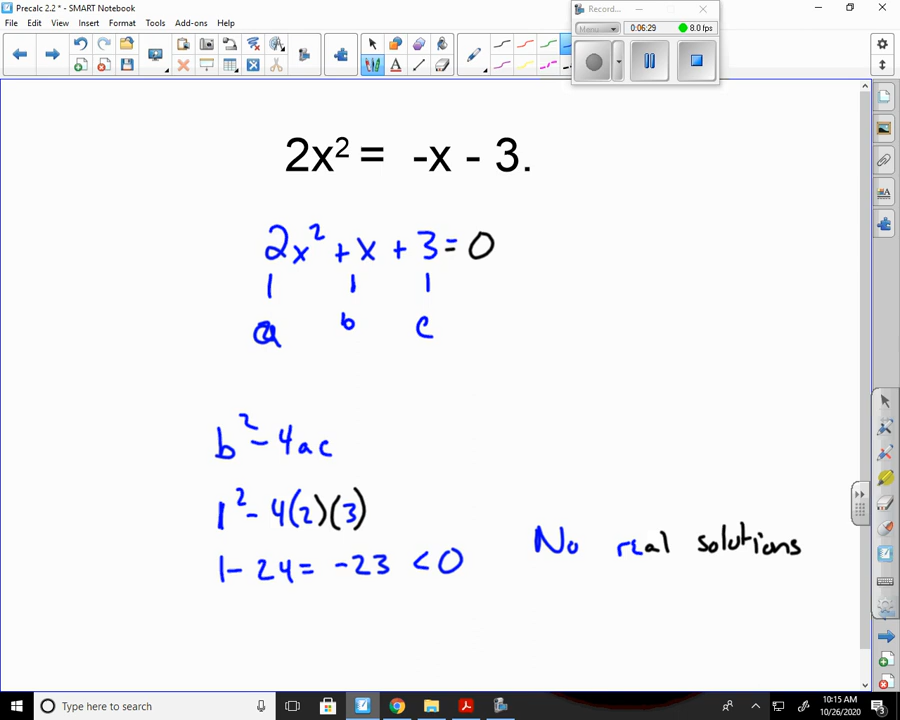 Precalc 2.2 * - SMART Notebook
Record...
File Edit View Insert Format Tools Add-ons Help
Menu
0:06:29
8.0 fps
2x² = -x - 3.
2x² + x + 3 = 0
a b c
b² - 4ac
1² - 4(2)(3)
No real solutions
1 - 24 = -23 < 0
Type here to search
10:15 AM
10/26/2020
3